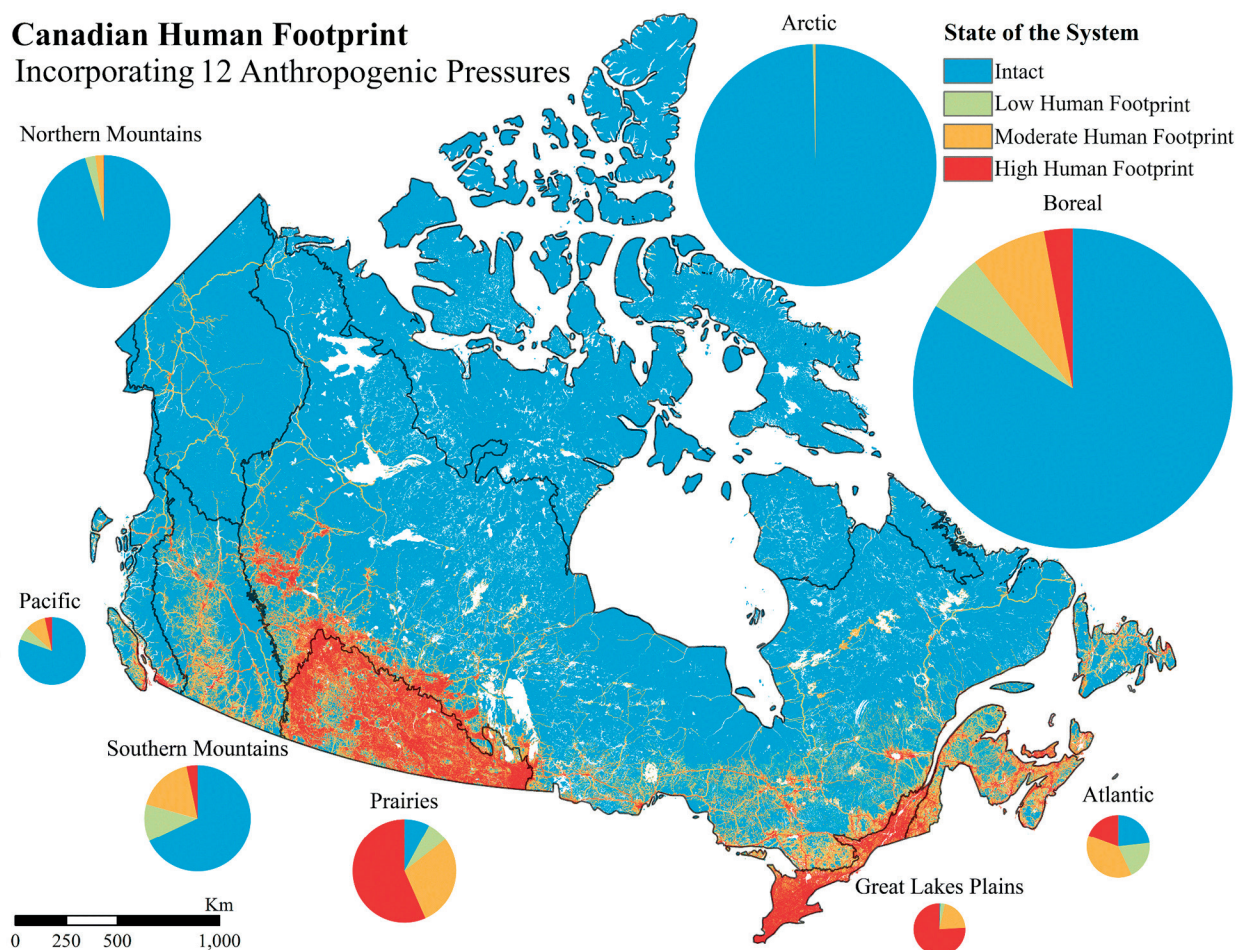 Canadian Human Footprint
Incorporating 12 Anthropogenic Pressures
Arctic
State of the System
Intact
Low Human Footprint
Moderate Human Footprint
High Human Footprint
Northern Mountains
Boreal
Pacific
Southern Mountains
Prairies
Atlantic
Great Lakes Plains
Km
0 250 500 1,000